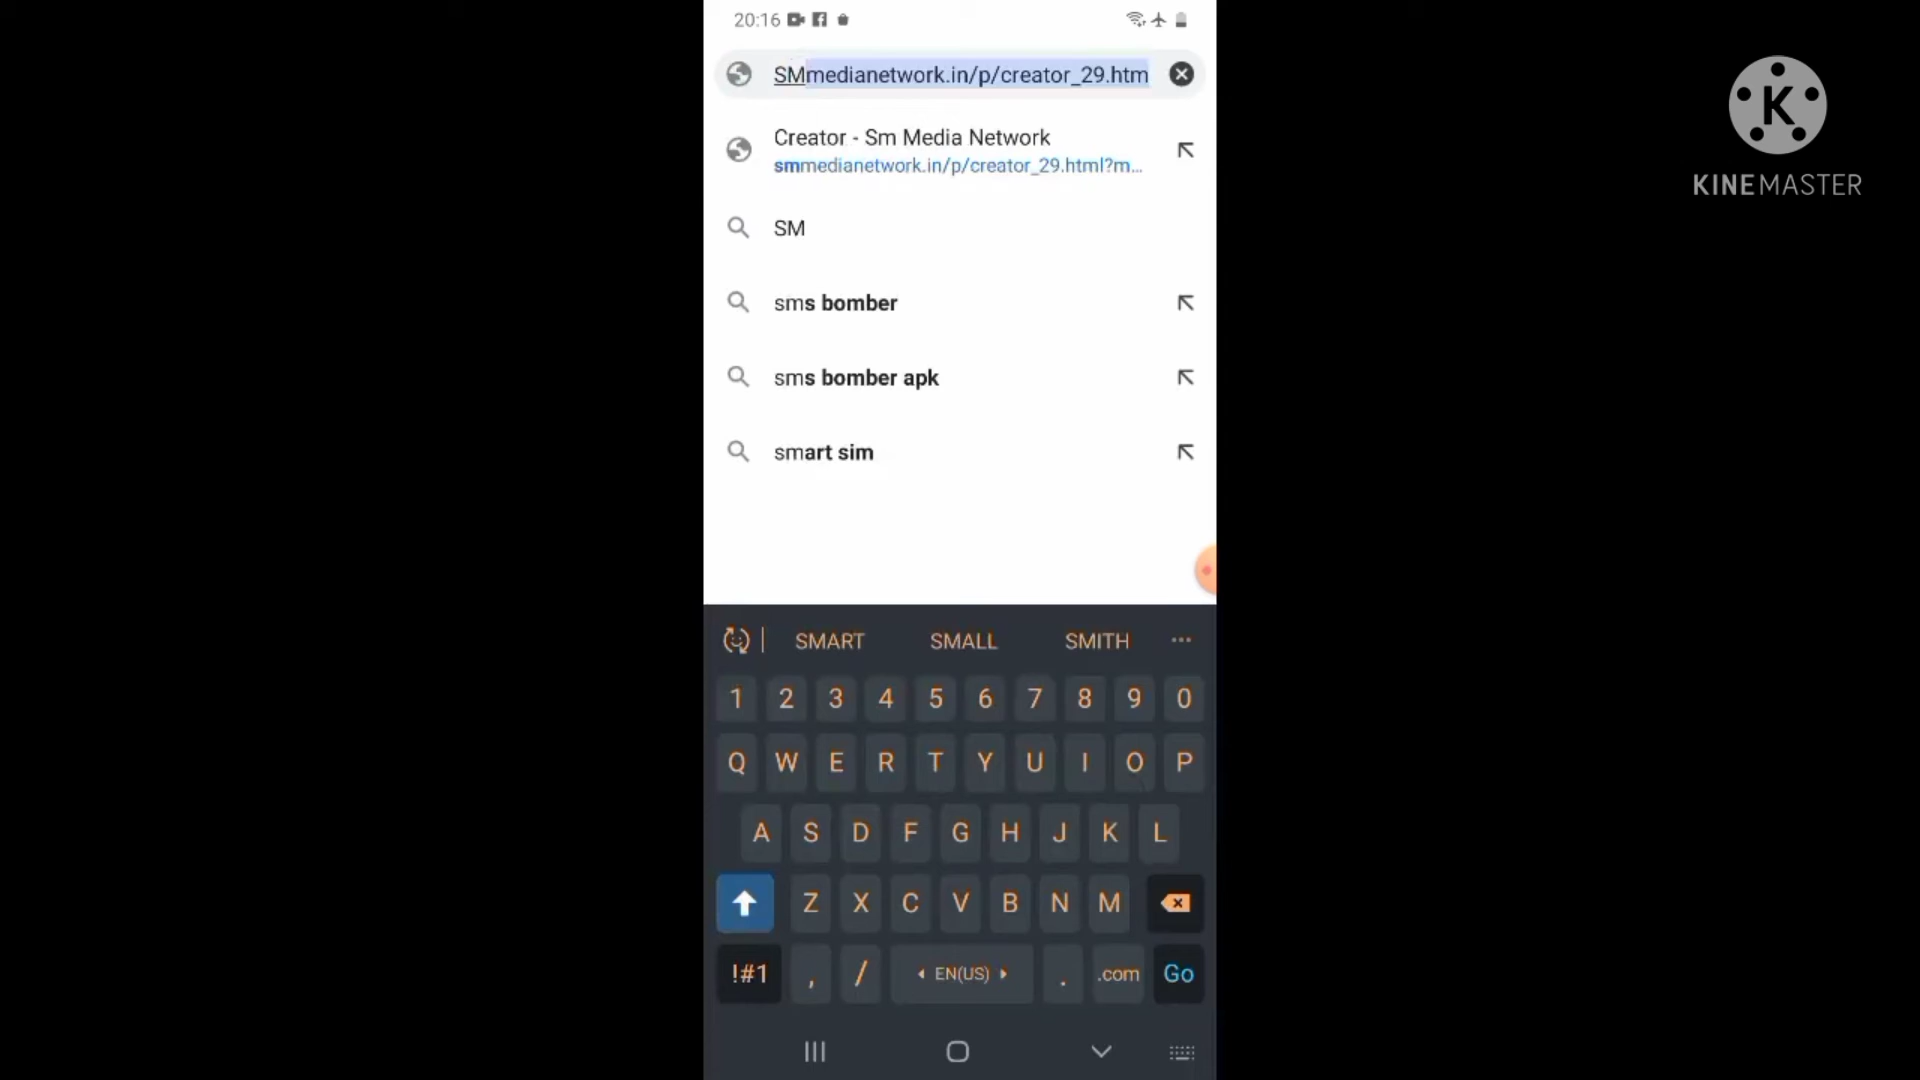 20:16
SMmedianetwork.in/p/creator_29.htm
Creator - Sm Media Network
smmedianetwork.in/p/creator_29.html?m...
SM
sms bomber
sms bomber apk
smart sim
SMART SMALL SMITH ...
1 2 3 4 5 6 7 8 9 0
Q W E R T Y U I O P
A S D F G H J K L
Z X C V B N M
!#1 , / EN(US) . .com Go
K
KINEMASTER